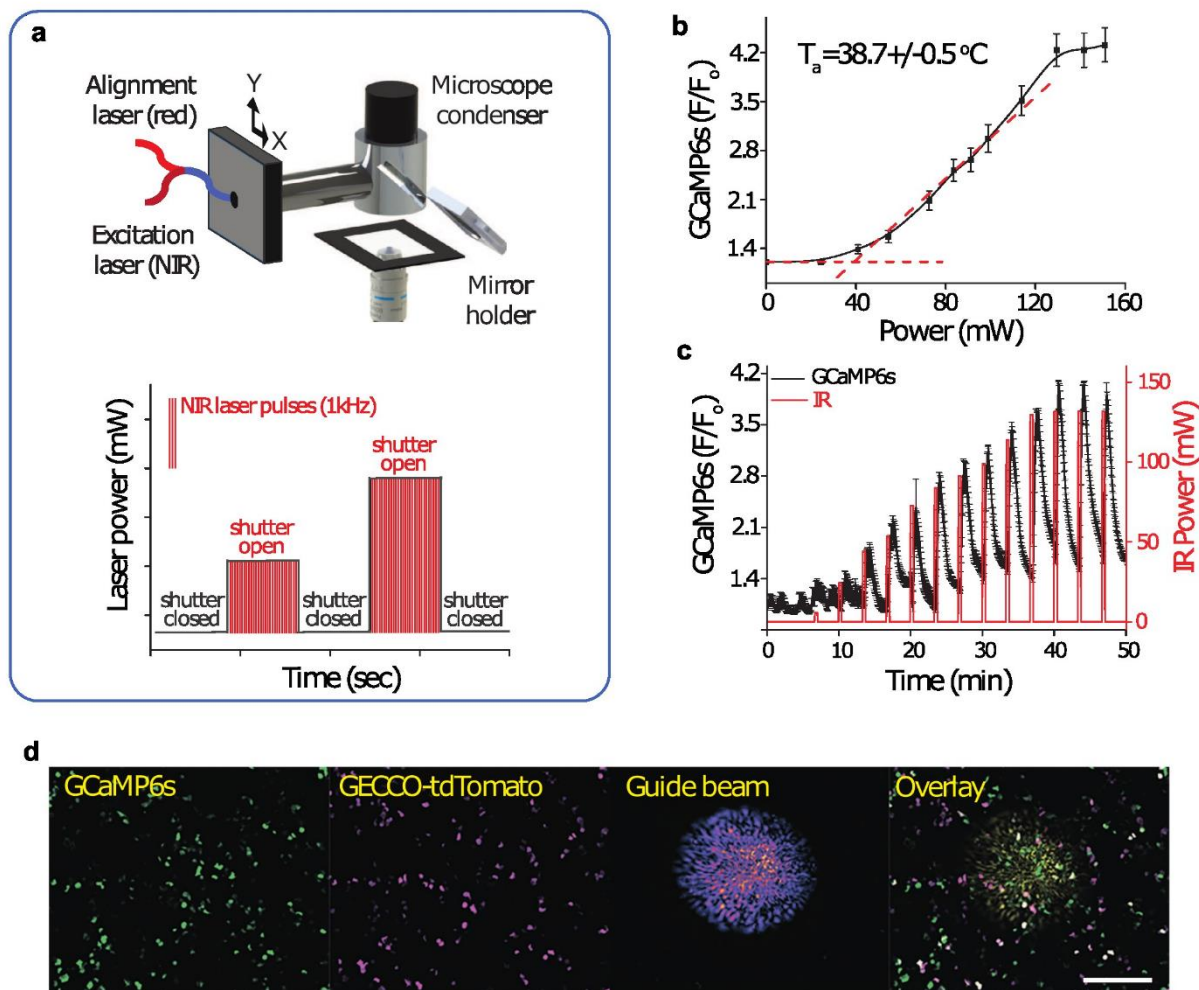 a
Alignment
laser (red)
Y
X
Microscope
condenser
Excitation
laser (NIR)
Mirror
holder
Laser power (mW)
NIR laser pulses (1kHz)
shutter
open
shutter
open
shutter
closed
shutter
closed
shutter
closed
Time (sec)
b
GCaMP6s (F/Fo)
4.2
3.5
2.8
2.1
1.4
Ta=38.7+/-0.5 °C
0
40
80
120
160
Power (mW)
c
GCaMP6s (F/Fo)
4.2
3.5
2.8
2.1
1.4
GCaMP6s
IR
150
100
50
0
IR Power (mW)
0
10
20
30
40
50
Time (min)
d
GCaMP6s
GECCO-tdTomato
Guide beam
Overlay